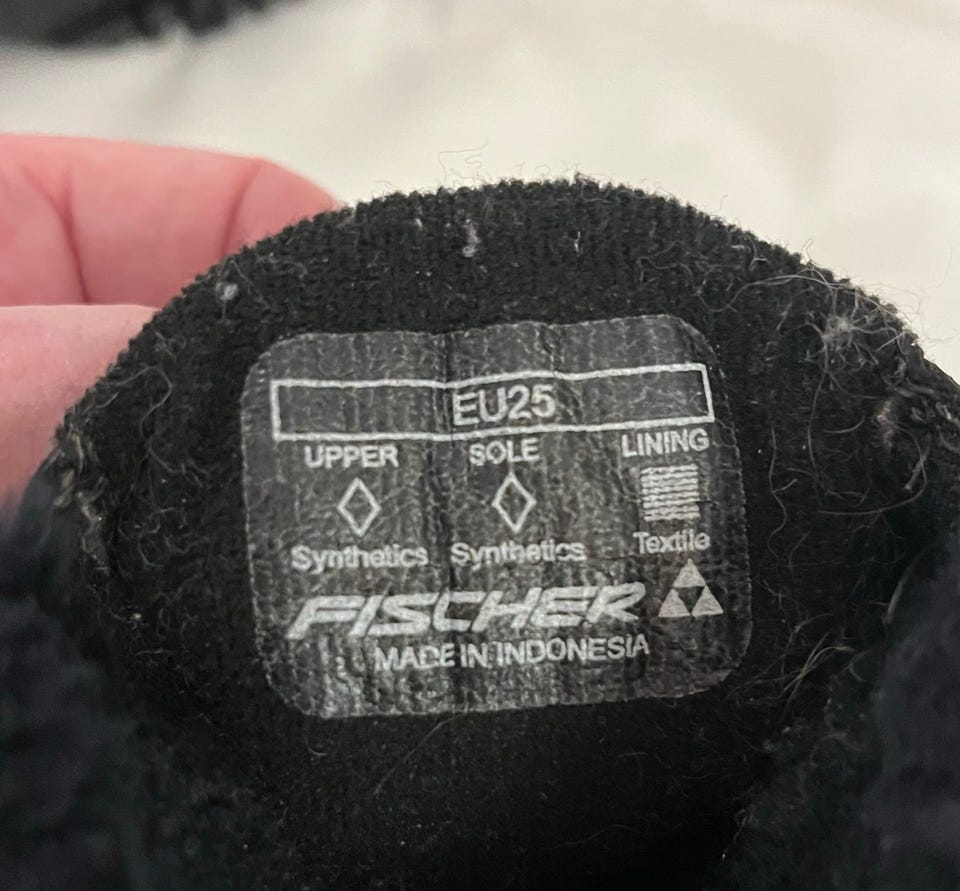 EU25
UPPER SOLE LINING
Synthetics Synthetics Textile
FISCHER
MADE IN INDONESIA